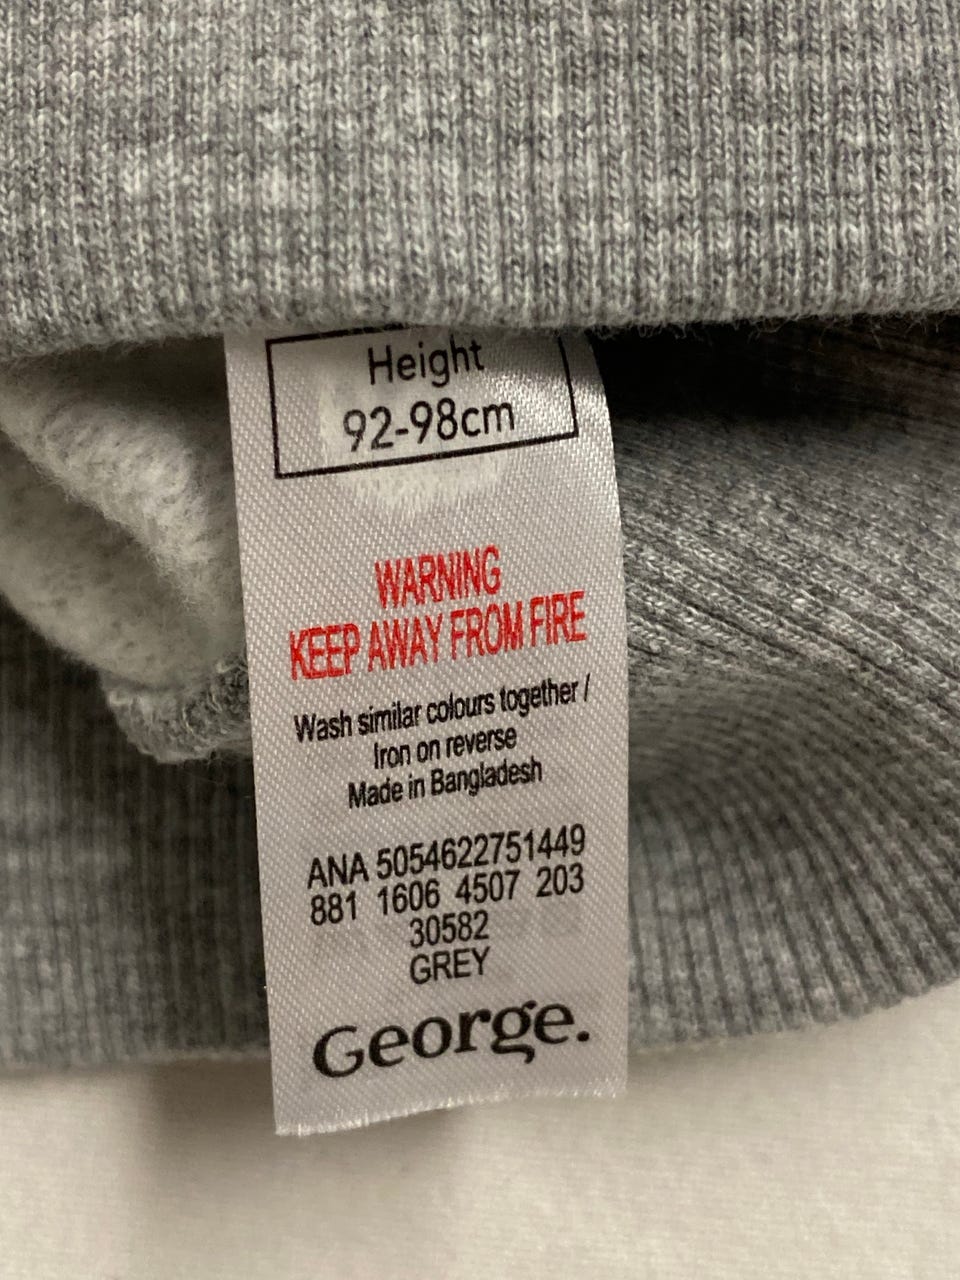 Height
92-98cm
WARNING
KEEP AWAY FROM FIRE
Wash similar colours together /
Iron on reverse
Made in Bangladesh
ANA 5054622751449
881 1606 4507 203
30582
GREY
George.